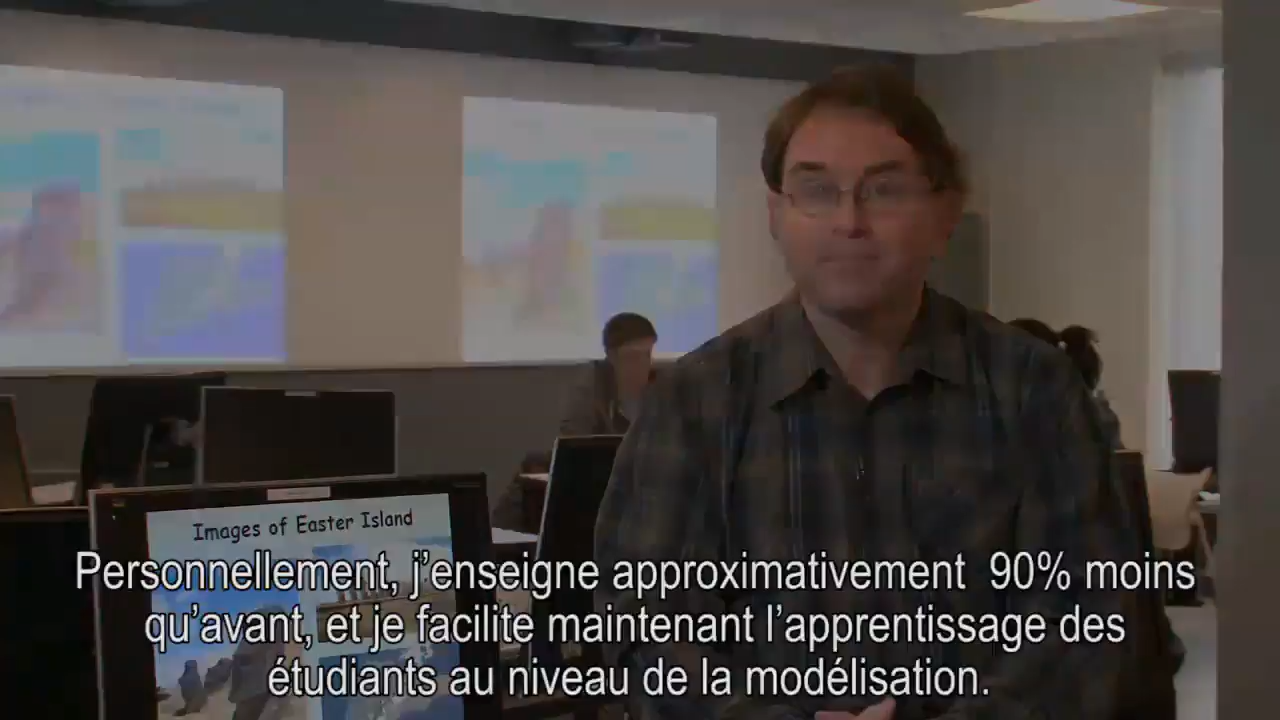 Images of Easter Island
Personnellement, j’enseigne approximativement 90% moins
qu’avant, et je facilite maintenant l’apprentissage des
étudiants au niveau de la modélisation.